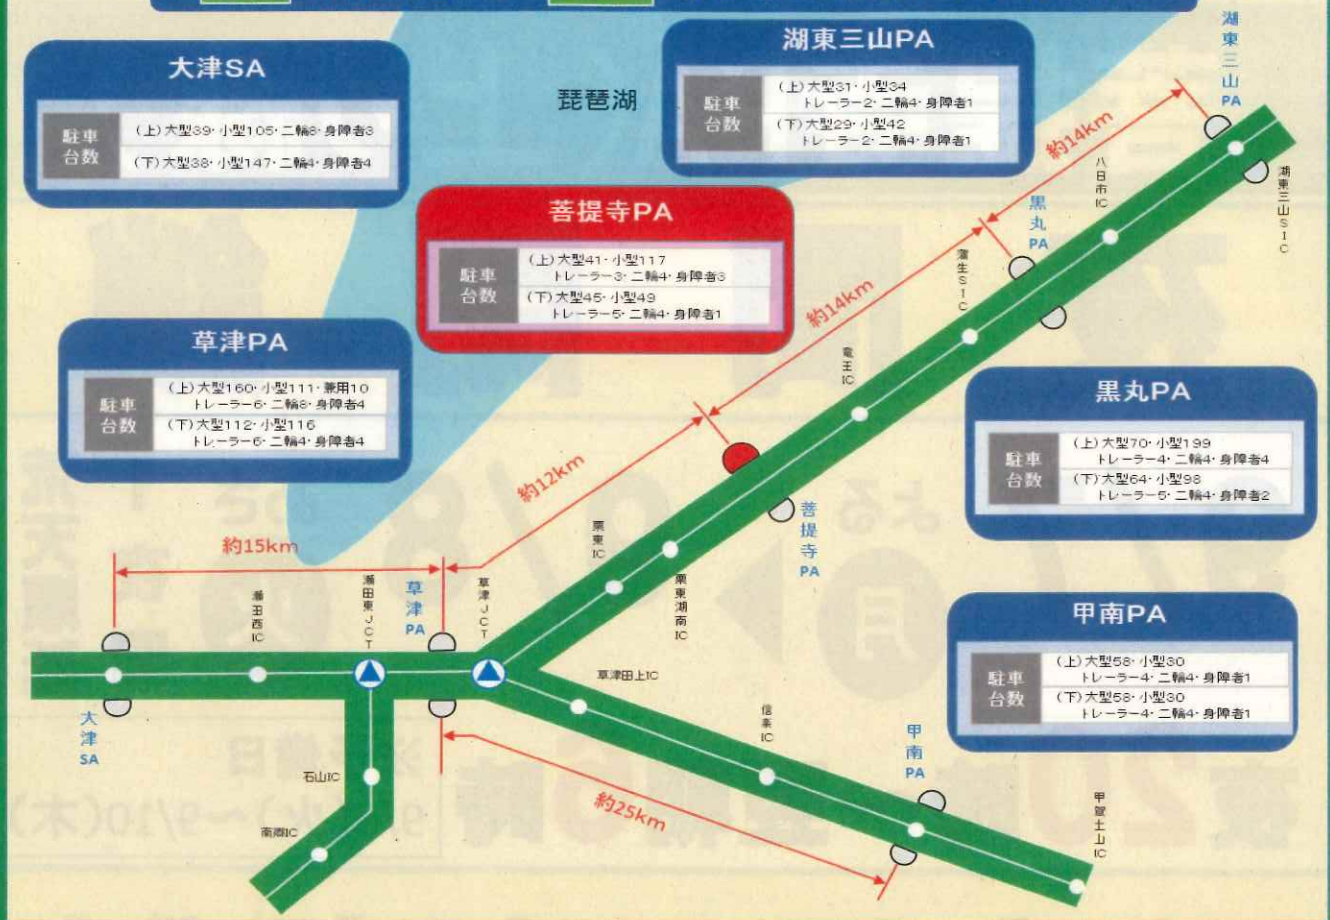 大津SA
駐車台数
(上)大型39・小型105・二輪8・身障者3
(下)大型38・小型147・二輪4・身障者4
琵琶湖
湖東三山PA
駐車台数
(上)大型31・小型34
トレーラー2・二輪4・身障者1
(下)大型29・小型42
トレーラー2・二輪4・身障者1
湖東三山PA
約14km
八日市IC
湖東三山SIC
菩提寺PA
駐車台数
(上)大型41・小型117
トレーラー3・二輪4・身障者3
(下)大型45・小型49
トレーラー5・二輪4・身障者1
黒丸PA
蒲生SIC
約14km
竜王IC
草津PA
駐車台数
(上)大型160・小型111・兼用10
トレーラー6・二輪8・身障者4
(下)大型112・小型116
トレーラー6・二輪4・身障者4
黒丸PA
駐車台数
(上)大型70・小型199
トレーラー4・二輪4・身障者4
(下)大型64・小型98
トレーラー5・二輪4・身障者2
約12km
菩提寺PA
栗東IC
栗東湖南IC
約15km
瀬田西IC
瀬田東JCT
草津PA
草津JCT
甲南PA
駐車台数
(上)大型58・小型30
トレーラー4・二輪4・身障者1
(下)大型58・小型30
トレーラー4・二輪4・身障者1
草津田上IC
信楽IC
甲南PA
大津SA
石山IC
南郷IC
約25km
甲賀土山IC